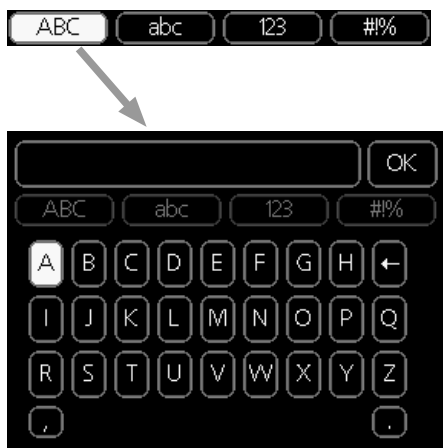 ABC abc 123 #!%
OK
ABC abc 123 #!%
A B C D E F G H ←
I J K L M N O P Q
R S T U V W X Y Z
, .